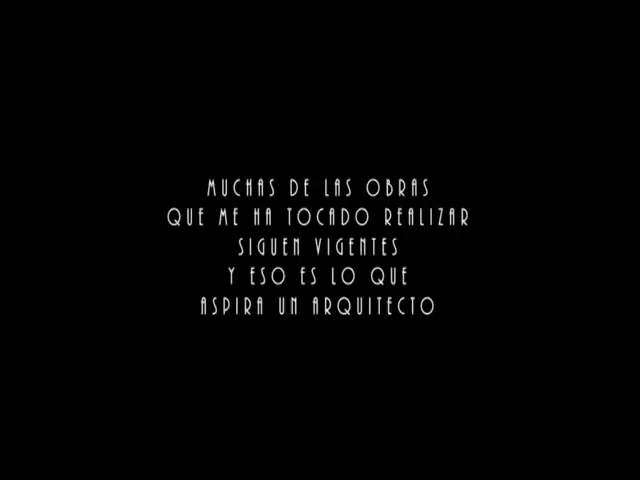 MUCHAS DE LAS OBRAS
QUE ME HA TOCADO REALIZAR
SIGUEN VIGENTES
Y ESO ES LO QUE
ASPIRA UN ARQUITECTO